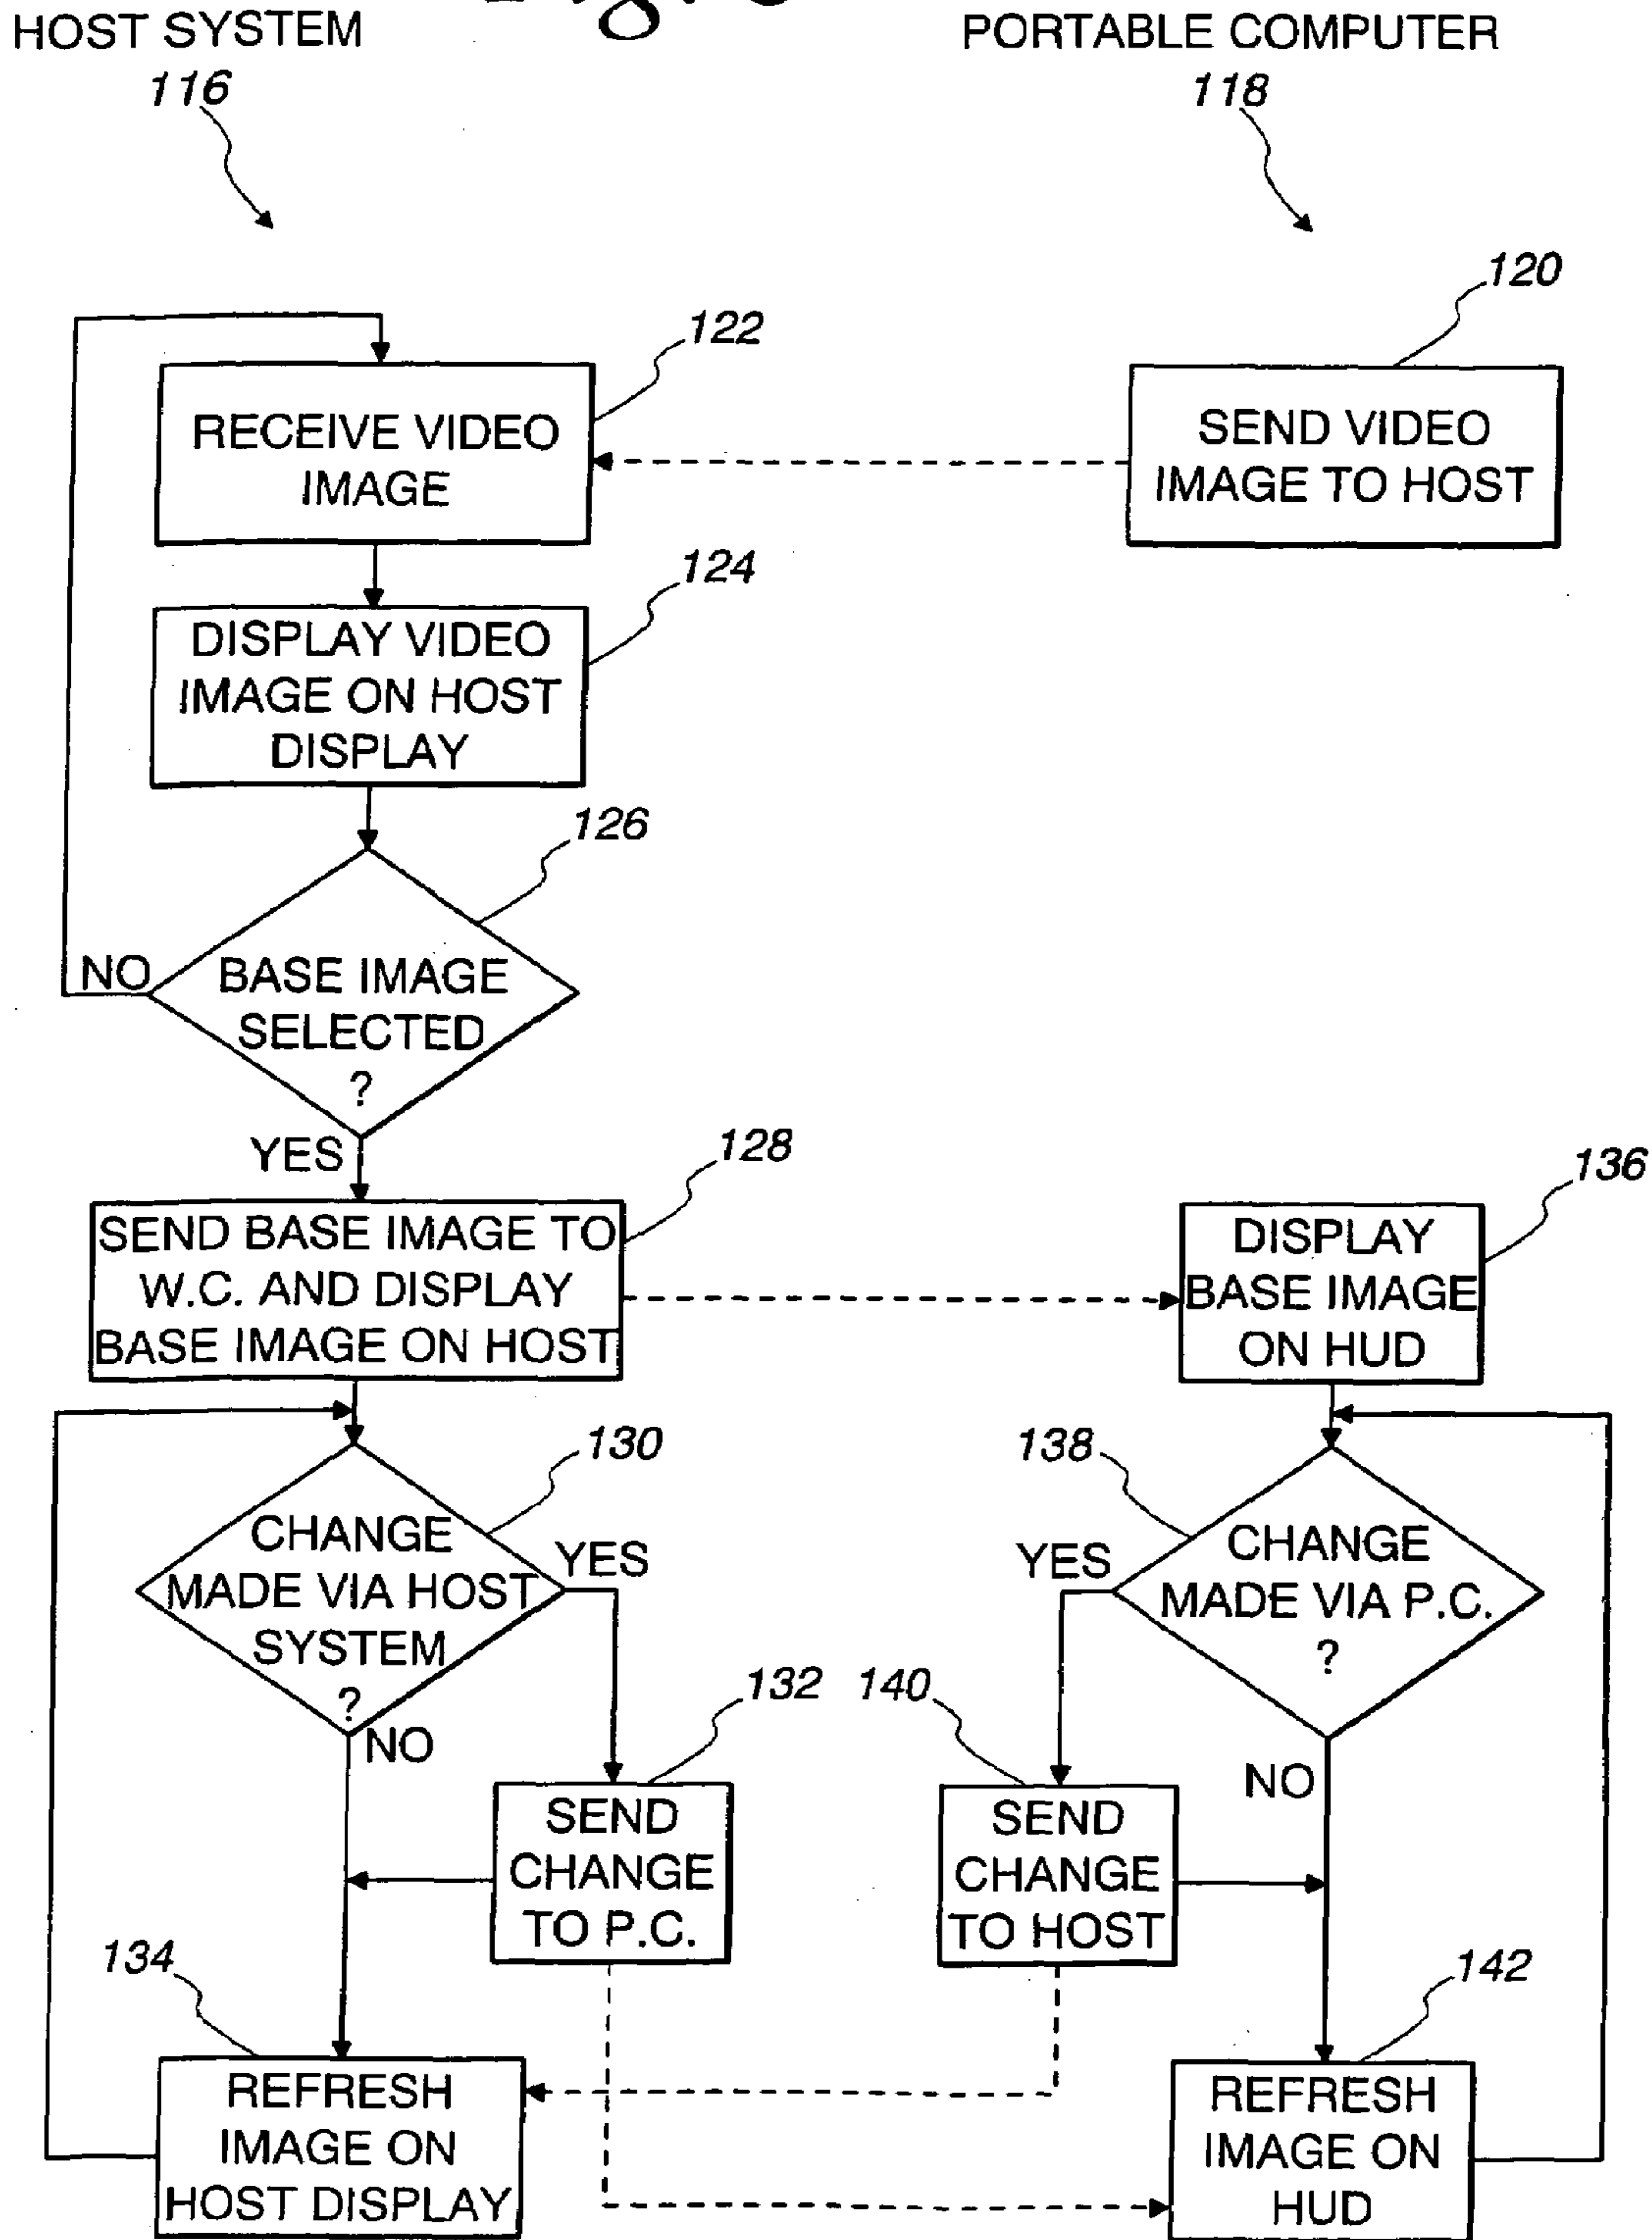 HOST SYSTEM
116
PORTABLE COMPUTER
118
120
122
RECEIVE VIDEO
IMAGE
SEND VIDEO
IMAGE TO HOST
124
DISPLAY VIDEO
IMAGE ON HOST
DISPLAY
126
NO
BASE IMAGE
SELECTED
?
YES
128
136
SEND BASE IMAGE TO
W.C. AND DISPLAY
BASE IMAGE ON HOST
DISPLAY
BASE IMAGE
ON HUD
130
138
CHANGE
MADE VIA HOST
SYSTEM
?
YES
NO
YES
CHANGE
MADE VIA P.C.
?
NO
132
140
SEND
CHANGE
TO P.C.
SEND
CHANGE
TO HOST
134
142
REFRESH
IMAGE ON
HOST DISPLAY
REFRESH
IMAGE ON
HUD